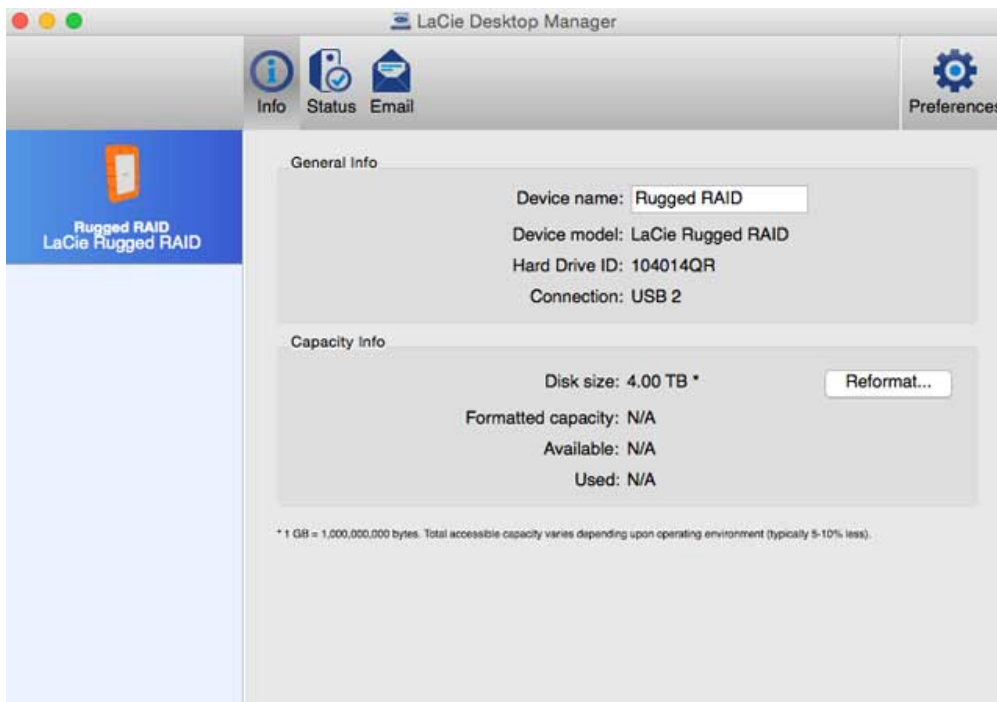 LaCie Desktop Manager
Info
Status
Email
Preferences
Rugged RAID
LaCie Rugged RAID
General Info
Device name: Rugged RAID
Device model: LaCie Rugged RAID
Hard Drive ID: 104014QR
Connection: USB 2
Capacity Info
Disk size: 4.00 TB *
Reformat...
Formatted capacity: N/A
Available: N/A
Used: N/A
* 1 GB = 1,000,000,000 bytes. Total accessible capacity varies depending upon operating environment (typically 5-10% less).